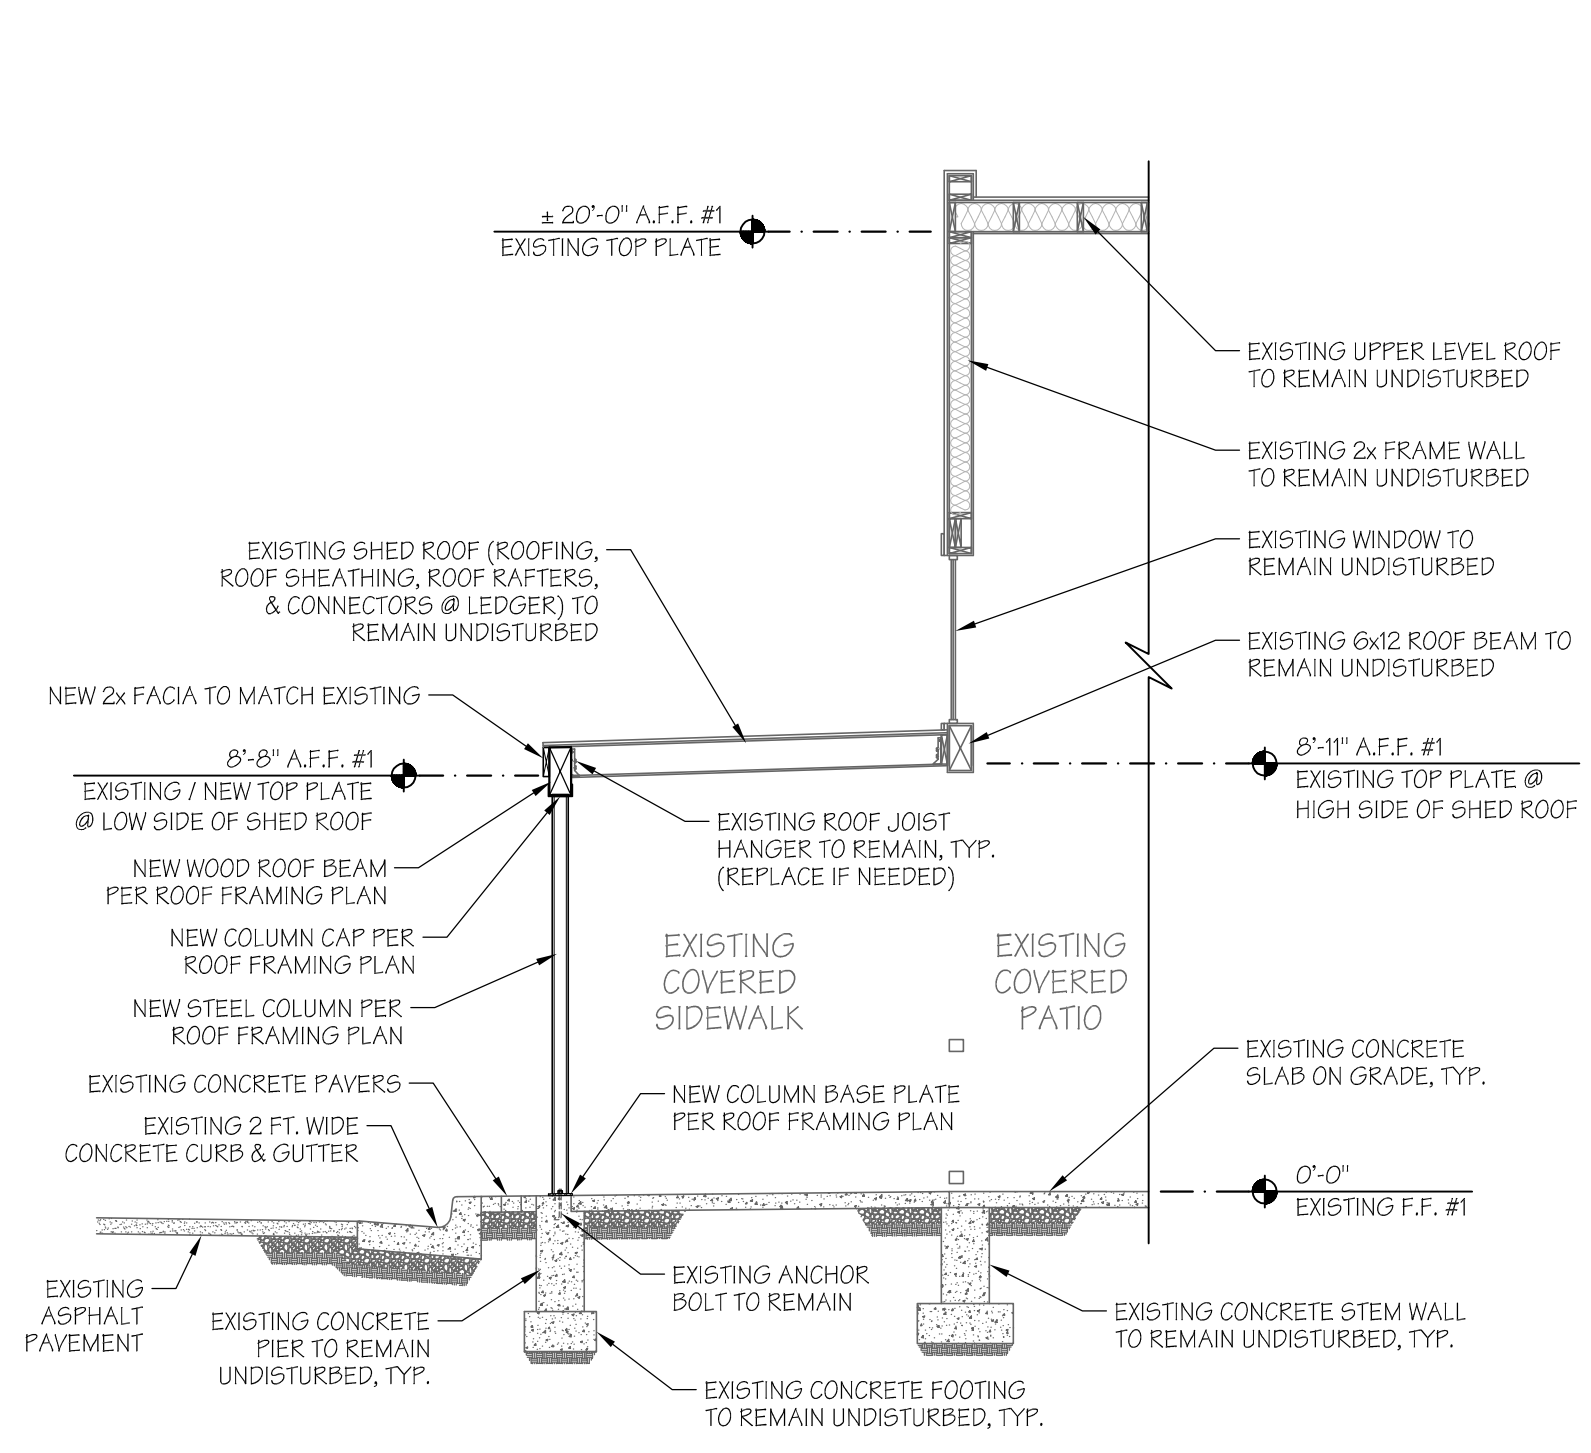 ± 20'-0" A.F.F. #1
EXISTING TOP PLATE
EXISTING UPPER LEVEL ROOF
TO REMAIN UNDISTURBED
EXISTING 2x FRAME WALL
TO REMAIN UNDISTURBED
EXISTING WINDOW TO
REMAIN UNDISTURBED
EXISTING SHED ROOF (ROOFING,
ROOF SHEATHING, ROOF RAFTERS,
& CONNECTORS @ LEDGER) TO
REMAIN UNDISTURBED
EXISTING 6x12 ROOF BEAM TO
REMAIN UNDISTURBED
NEW 2x FACIA TO MATCH EXISTING
8'-8" A.F.F. #1
EXISTING / NEW TOP PLATE
@ LOW SIDE OF SHED ROOF
8'-11" A.F.F. #1
EXISTING TOP PLATE @
HIGH SIDE OF SHED ROOF
EXISTING ROOF JOIST
HANGER TO REMAIN, TYP.
(REPLACE IF NEEDED)
NEW WOOD ROOF BEAM
PER ROOF FRAMING PLAN
NEW COLUMN CAP PER
ROOF FRAMING PLAN
EXISTING
COVERED
SIDEWALK
EXISTING
COVERED
PATIO
NEW STEEL COLUMN PER
ROOF FRAMING PLAN
EXISTING CONCRETE
SLAB ON GRADE, TYP.
EXISTING CONCRETE PAVERS
NEW COLUMN BASE PLATE
PER ROOF FRAMING PLAN
EXISTING 2 FT. WIDE
CONCRETE CURB & GUTTER
0'-0"
EXISTING F.F. #1
EXISTING
ASPHALT
PAVEMENT
EXISTING ANCHOR
BOLT TO REMAIN
EXISTING CONCRETE
PIER TO REMAIN
UNDISTURBED, TYP.
EXISTING CONCRETE STEM WALL
TO REMAIN UNDISTURBED, TYP.
EXISTING CONCRETE FOOTING
TO REMAIN UNDISTURBED, TYP.